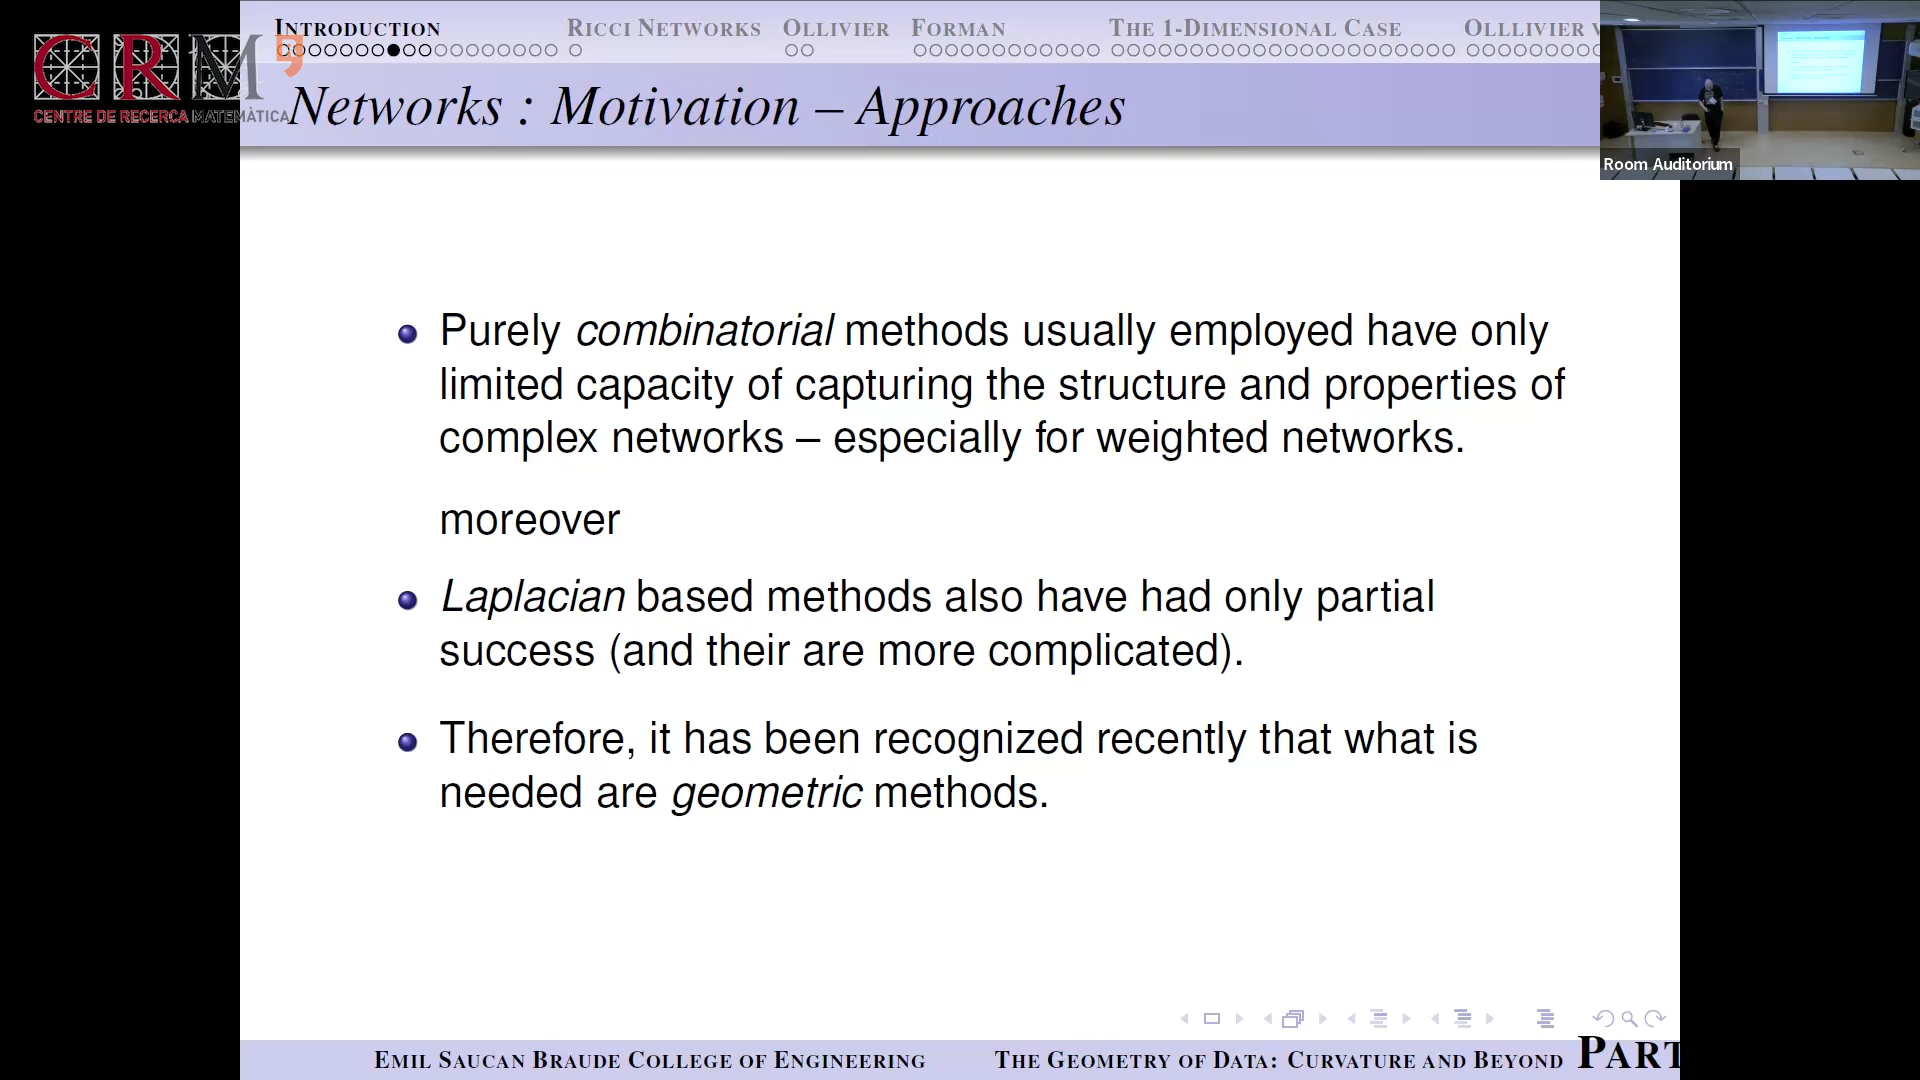 INTRODUCTION RICCI NETWORKS OLLIVIER FORMAN THE 1-DIMENSIONAL CASE OLLLIVIER V
CRM
CENTRE DE RECERCA MATEMÀTICA
Networks : Motivation – Approaches
Room Auditorium
Purely combinatorial methods usually employed have only
limited capacity of capturing the structure and properties of
complex networks – especially for weighted networks.
moreover
Laplacian based methods also have had only partial
success (and their are more complicated).
Therefore, it has been recognized recently that what is
needed are geometric methods.
EMIL SAUCAN BRAUDE COLLEGE OF ENGINEERING THE GEOMETRY OF DATA: CURVATURE AND BEYOND PART